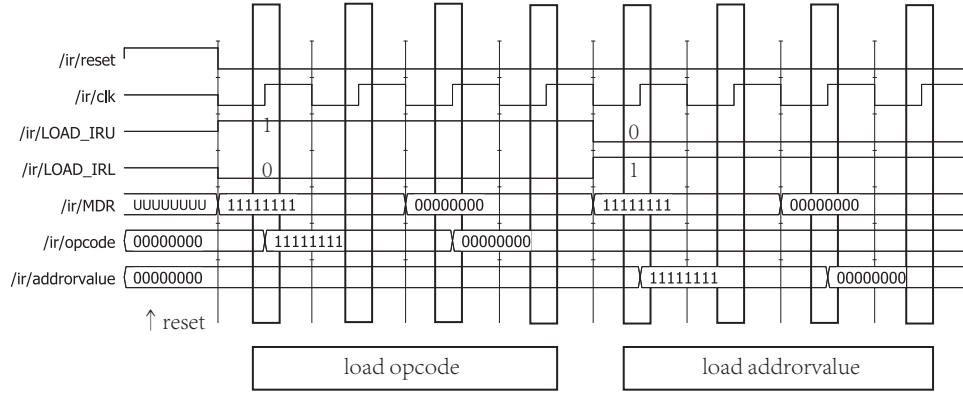 /ir/reset
/ir/clk
/ir/LOAD_IRU 1 0
/ir/LOAD_IRL 0 1
/ir/MDR UUUUUUUU 11111111 00000000 11111111 00000000
/ir/opcode 00000000 11111111 00000000
/ir/addrorvalue 00000000 11111111 00000000
↑ reset
load opcode load addrorvalue